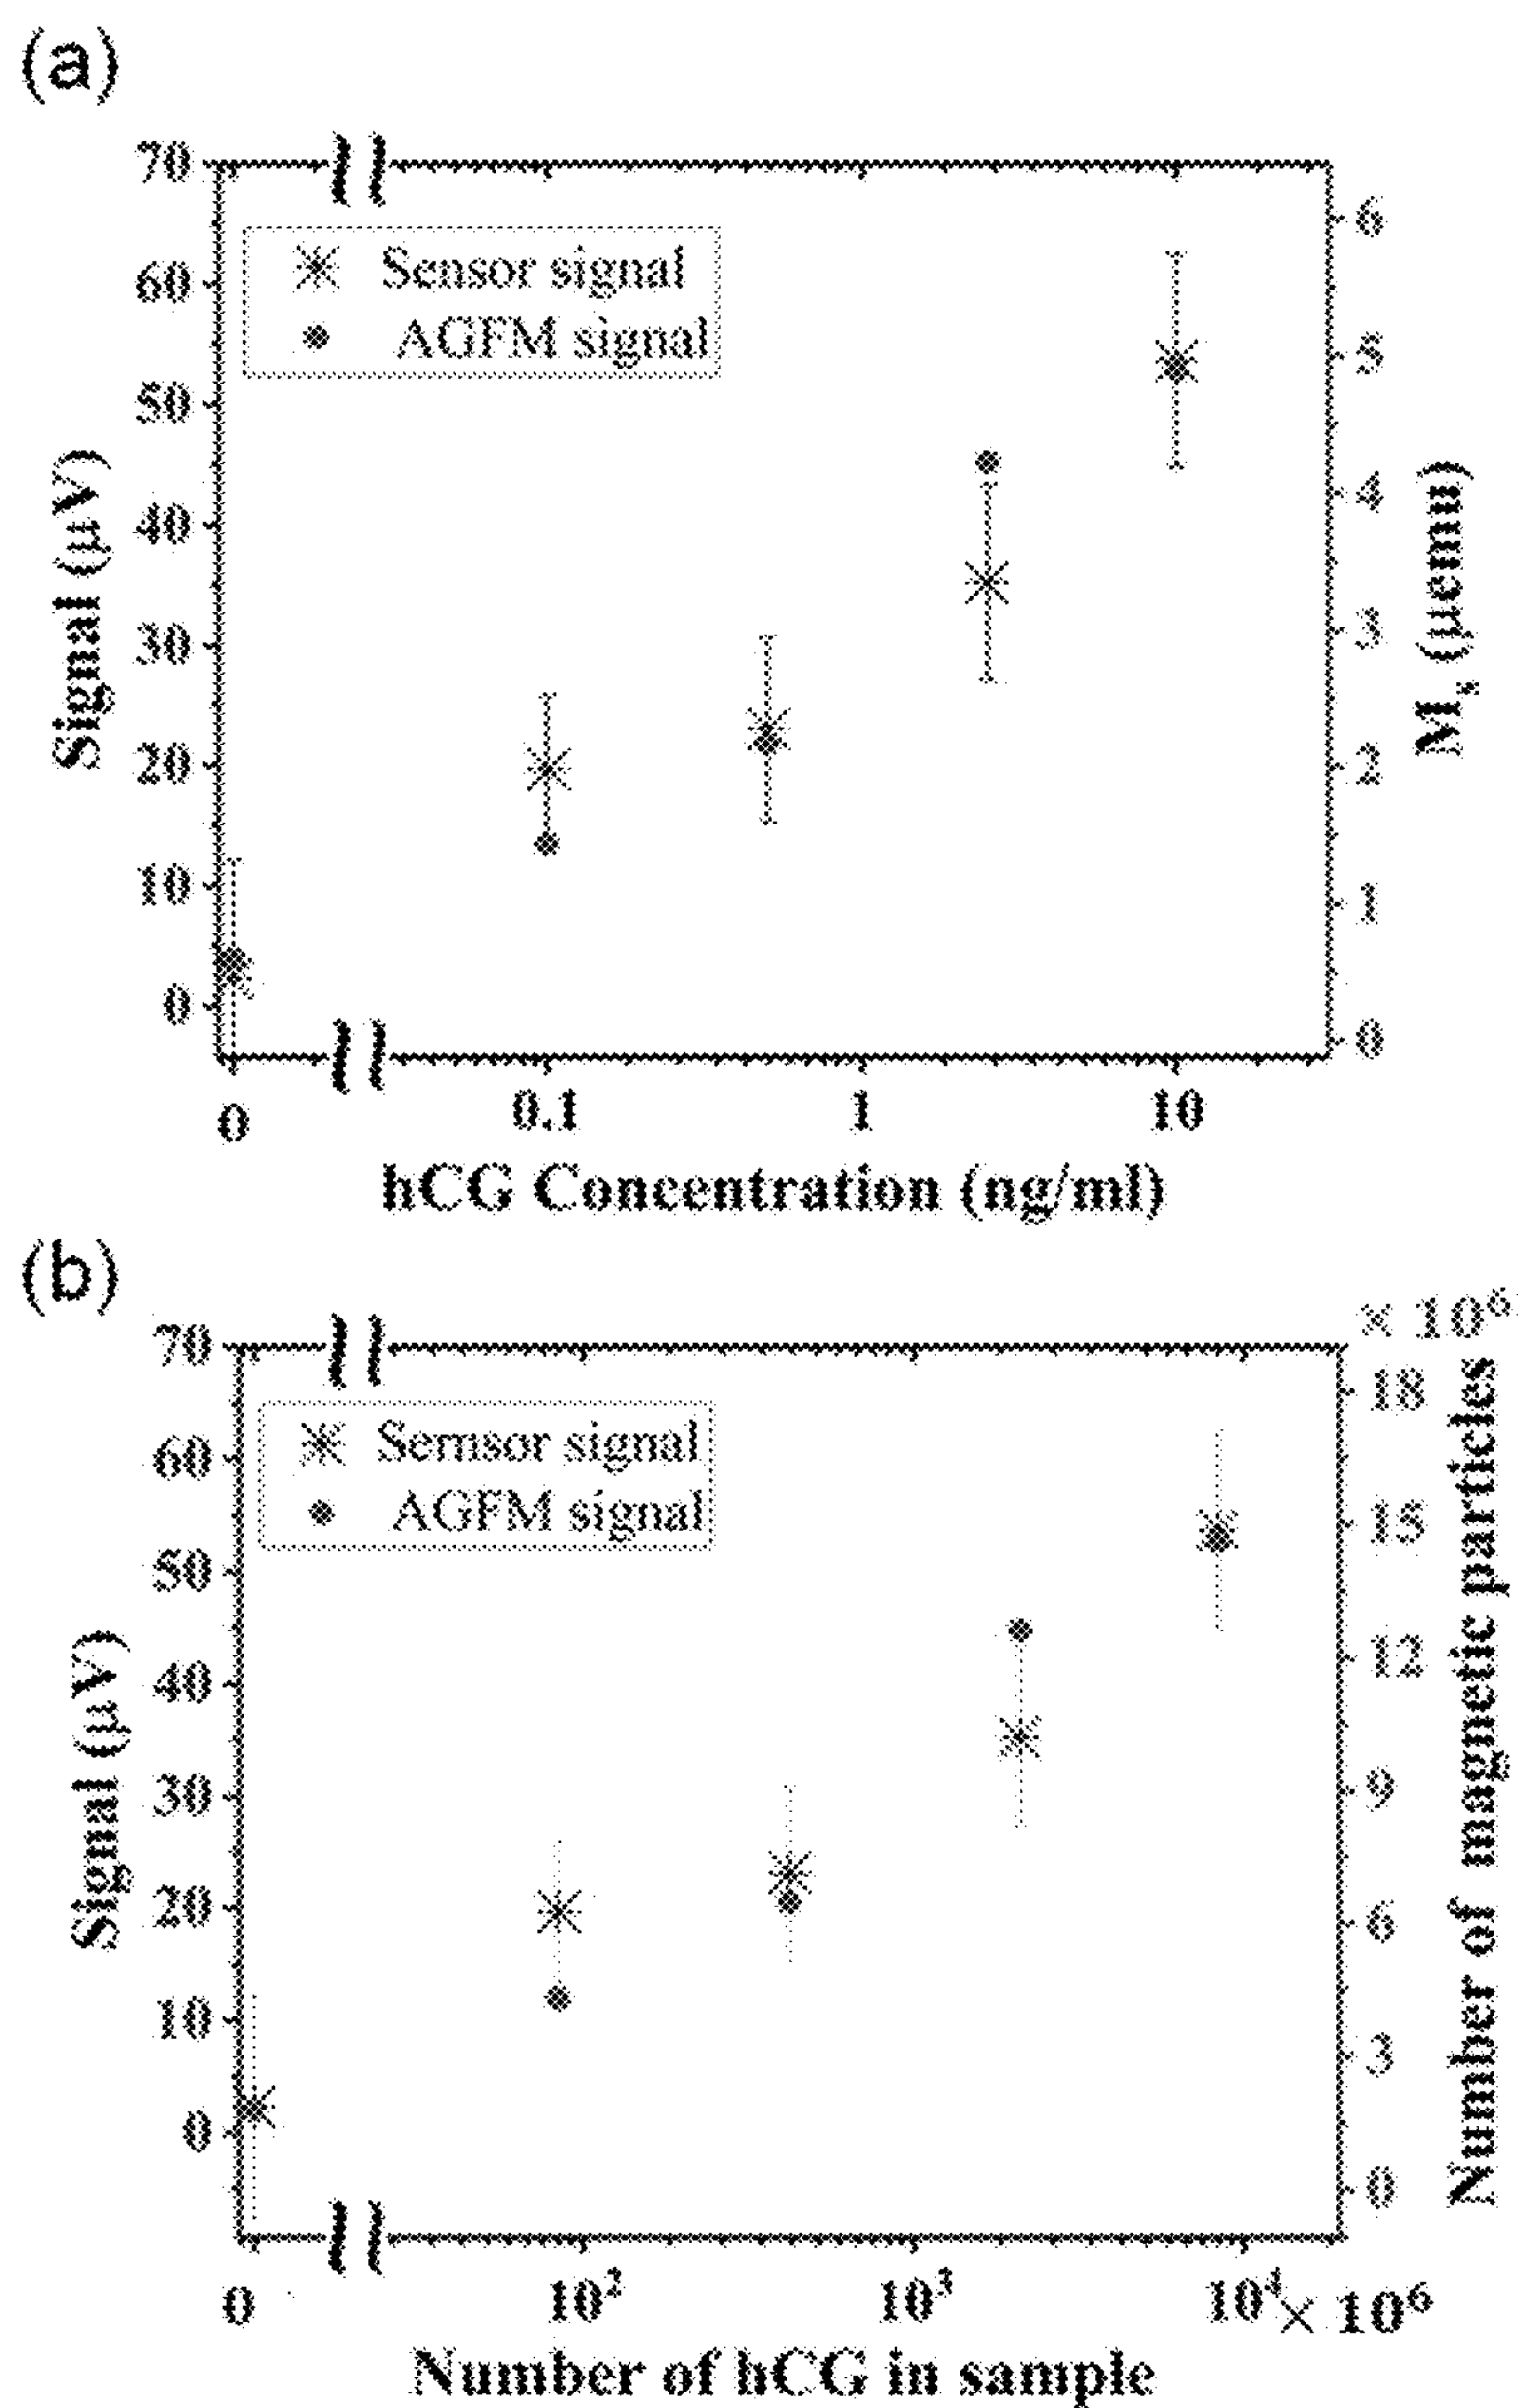 (a)
70
60
50
40
30
20
10
0
Sensor signal
AGFM signal
Signal (μV)
6
5
4
3
2
1
0
Ms (μemu)
0 0.1 1 10
hCG Concentration (ng/ml)
(b)
70
60
50
40
30
20
10
0
Semsor signal
AGFM signal
Signal (μV)
× 10⁶
18
15
12
9
6
3
0
Number of magnetic particles
0 10² 10³ 10⁴ × 10⁶
Number of hCG in sample